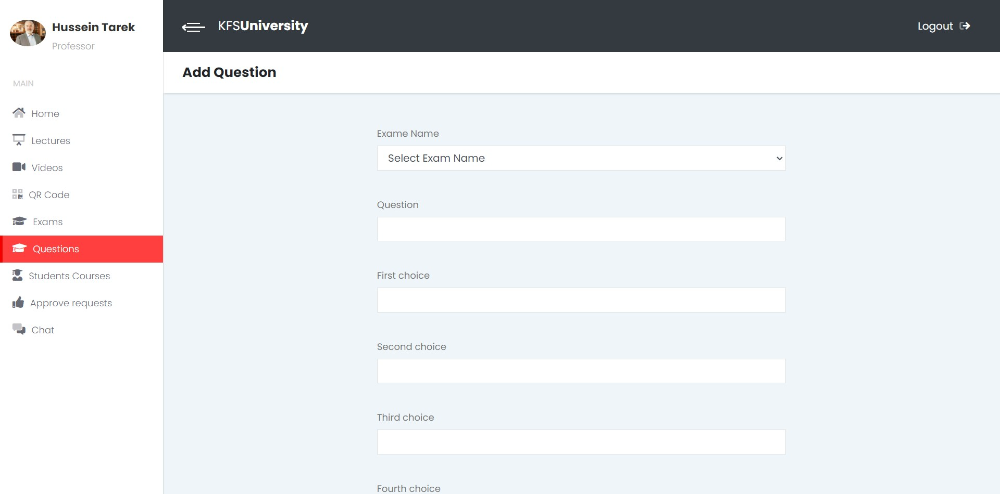 Hussein Tarek
Professor
MAIN
Home
Lectures
Videos
QR Code
Exams
Questions
Students Courses
Approve requests
Chat
KFSUniversity
Logout
Add Question
Exame Name
Select Exam Name
Question
First choice
Second choice
Third choice
Fourth choice